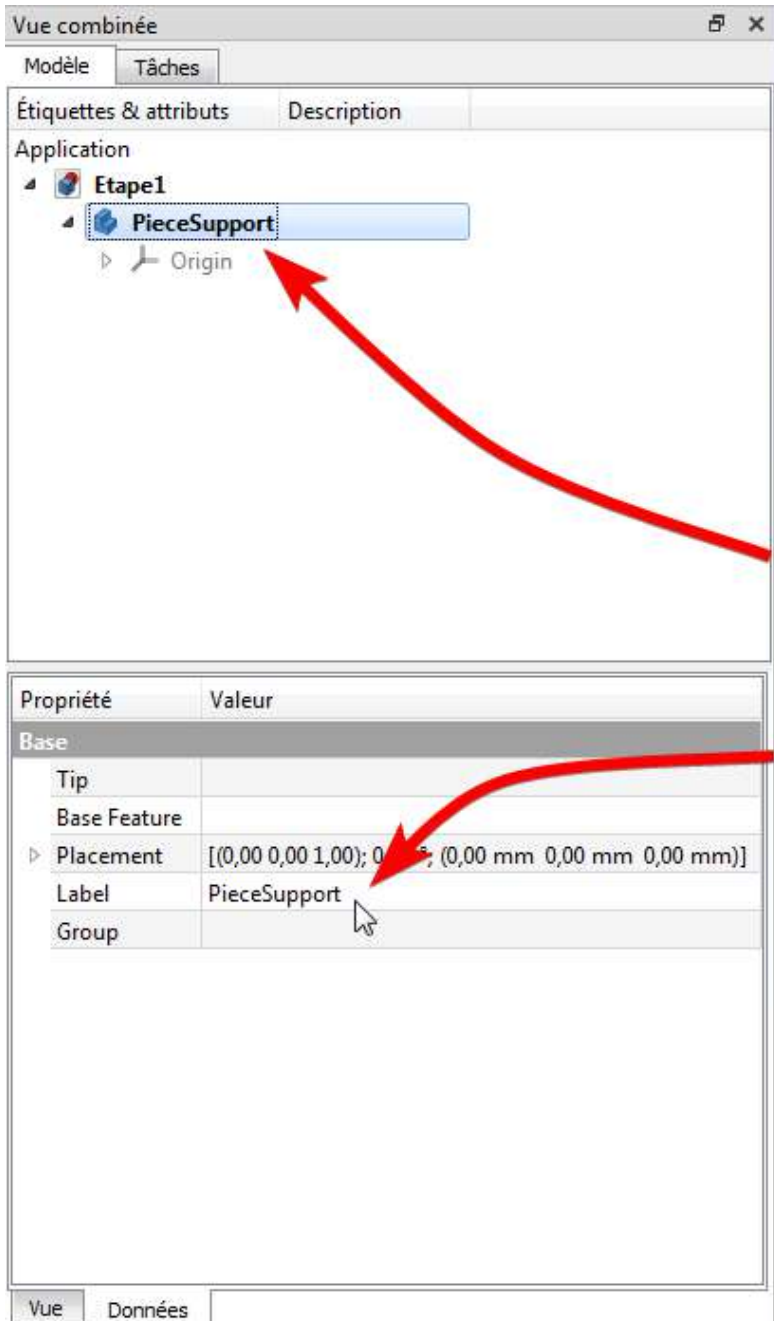 Vue combinée
Modèle Tâches
Étiquettes & attributs Description
Application
Etape1
PieceSupport
Origin
Propriété Valeur
Base
Tip
Base Feature
Placement [(0,00 0,00 1,00); (0,00 mm 0,00 mm 0,00 mm)]
Label PieceSupport
Group
Vue Données